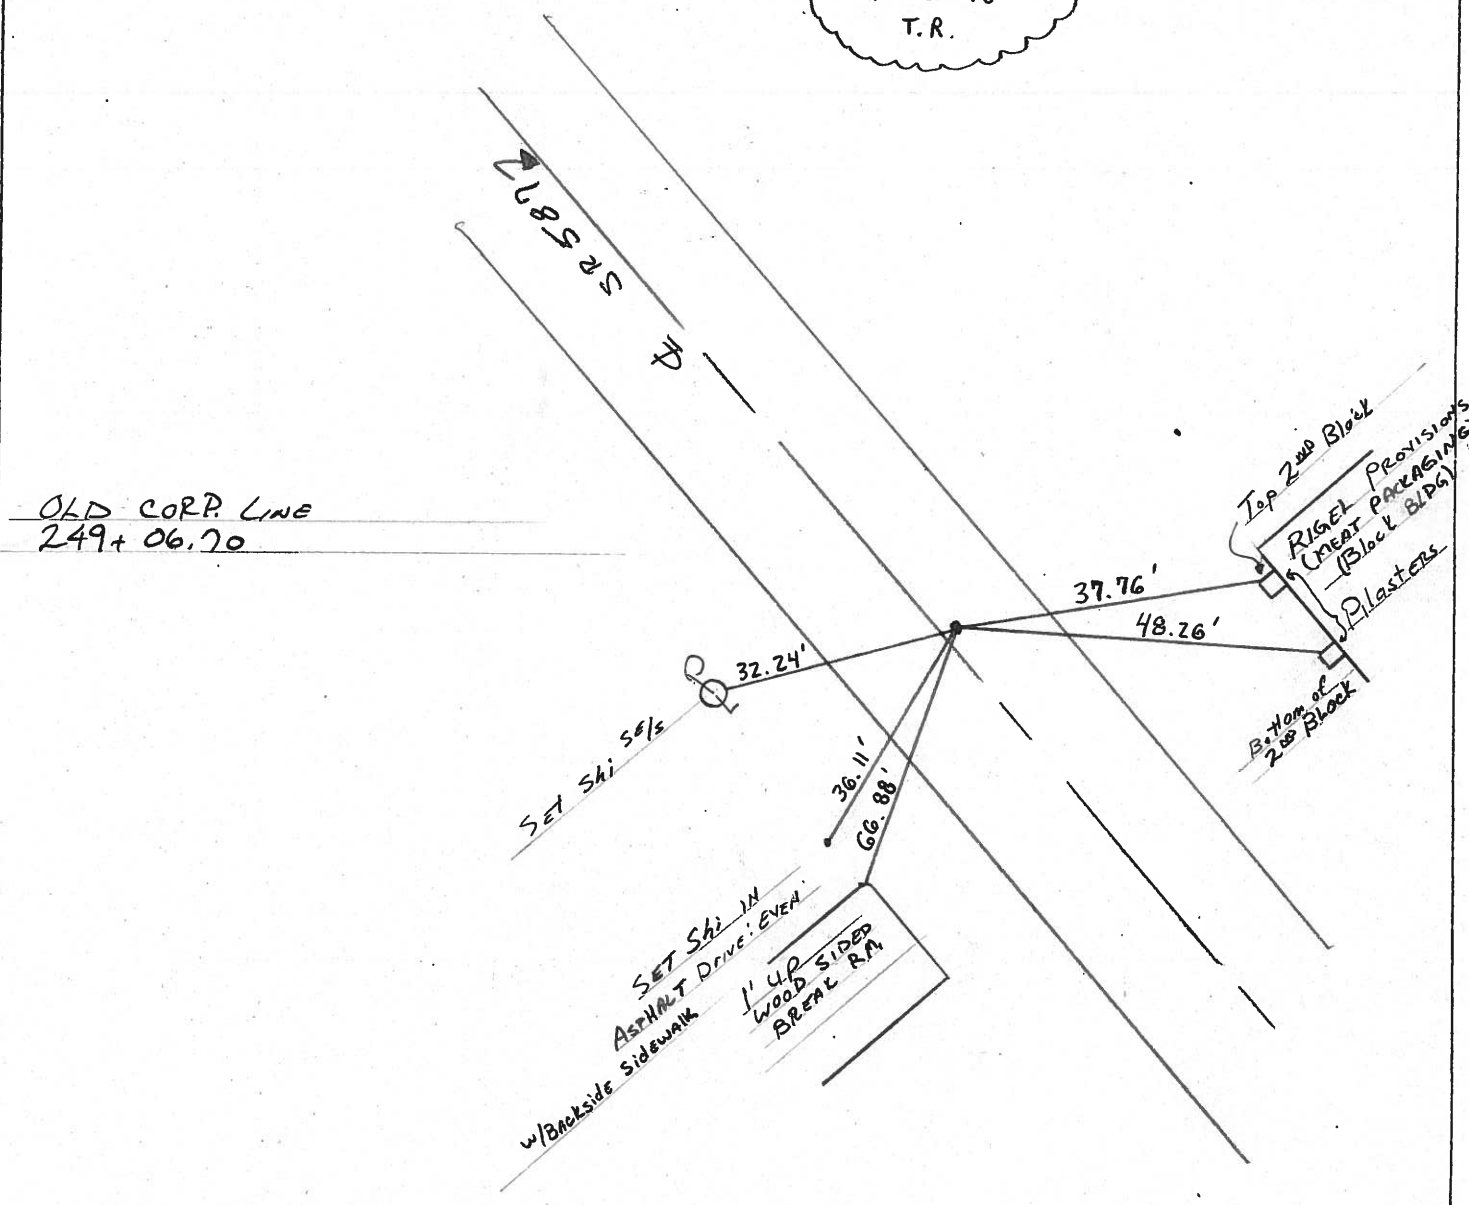 T.R.
SR 5877
℄
OLD CORP. LINE
249+ 06.70
Top 2ND Block
RIGEL PROVISIONS
(MEAT PACKAGING)
(Block BLDG)
Pilasters
37.76'
48.26'
Bottom of
2ND Block
32.24'
SET Shi SE/s
36.11'
66.88'
SET Shi IN
ASPHALT Drive: EVEN
w/BACKside SidEWAlk
1' UP
WOOD SIDED
BREAK RM.